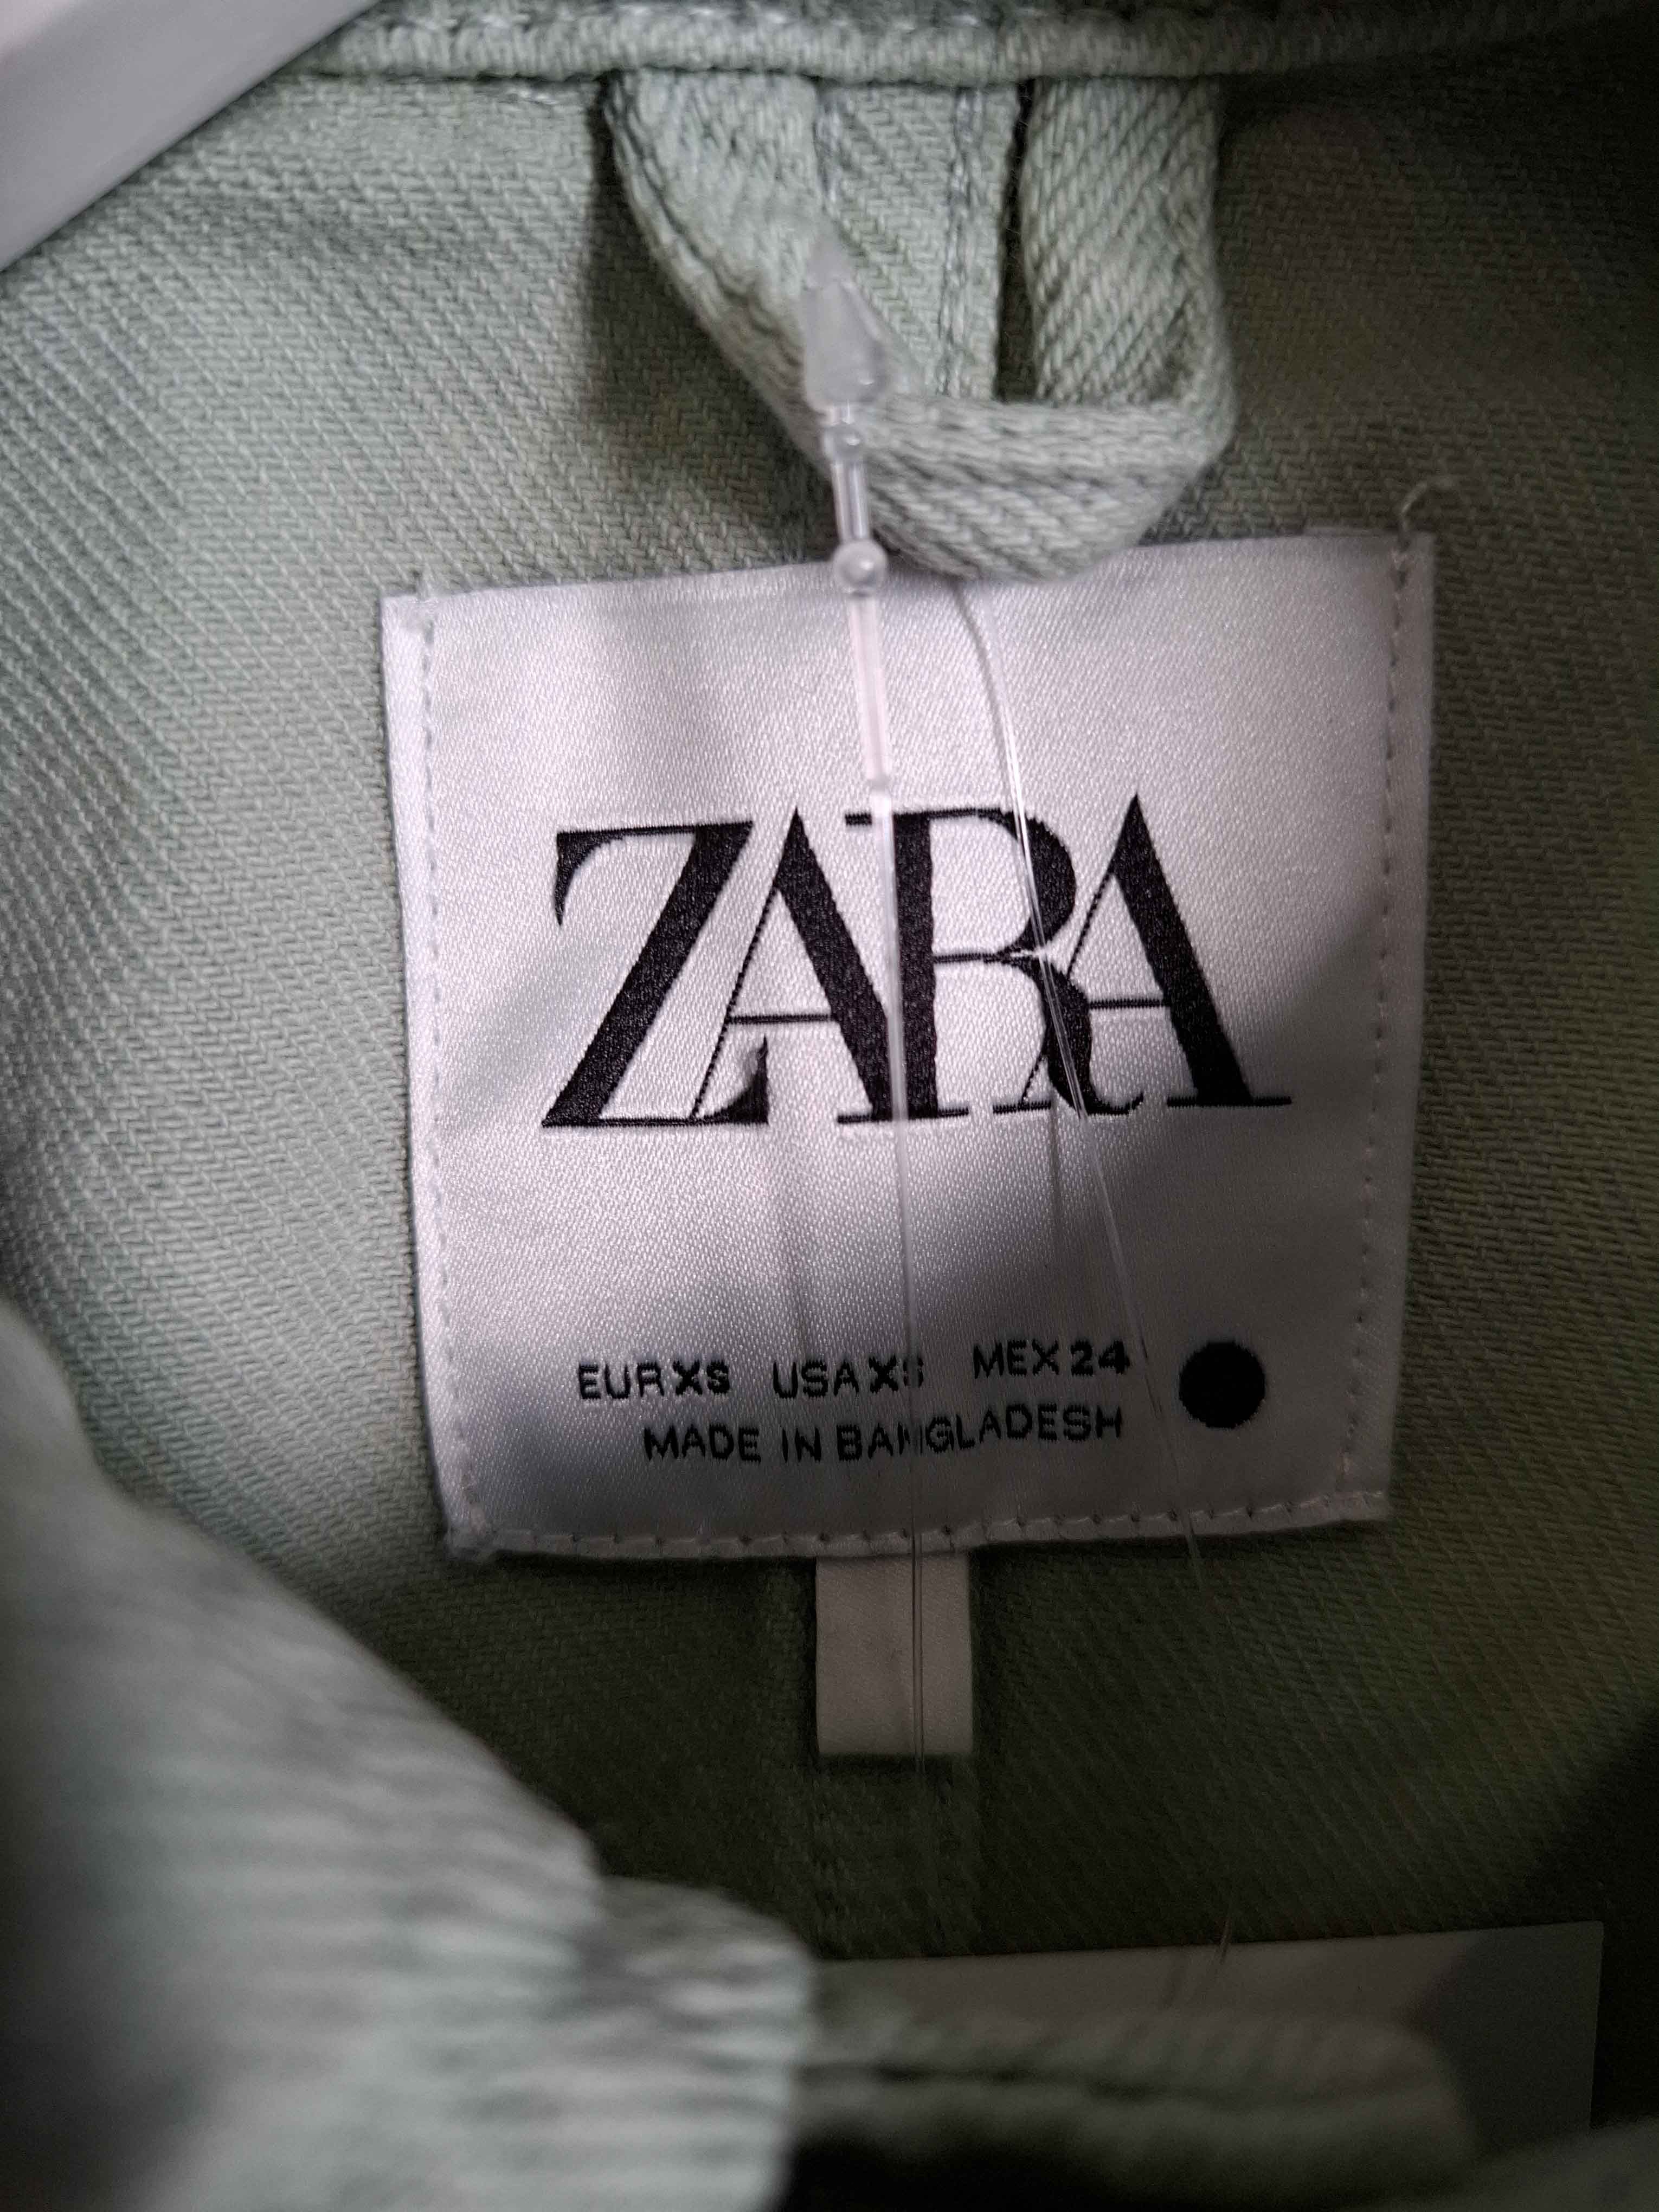 ZARA
EUR XS USA XS MEX 24
MADE IN BANGLADESH